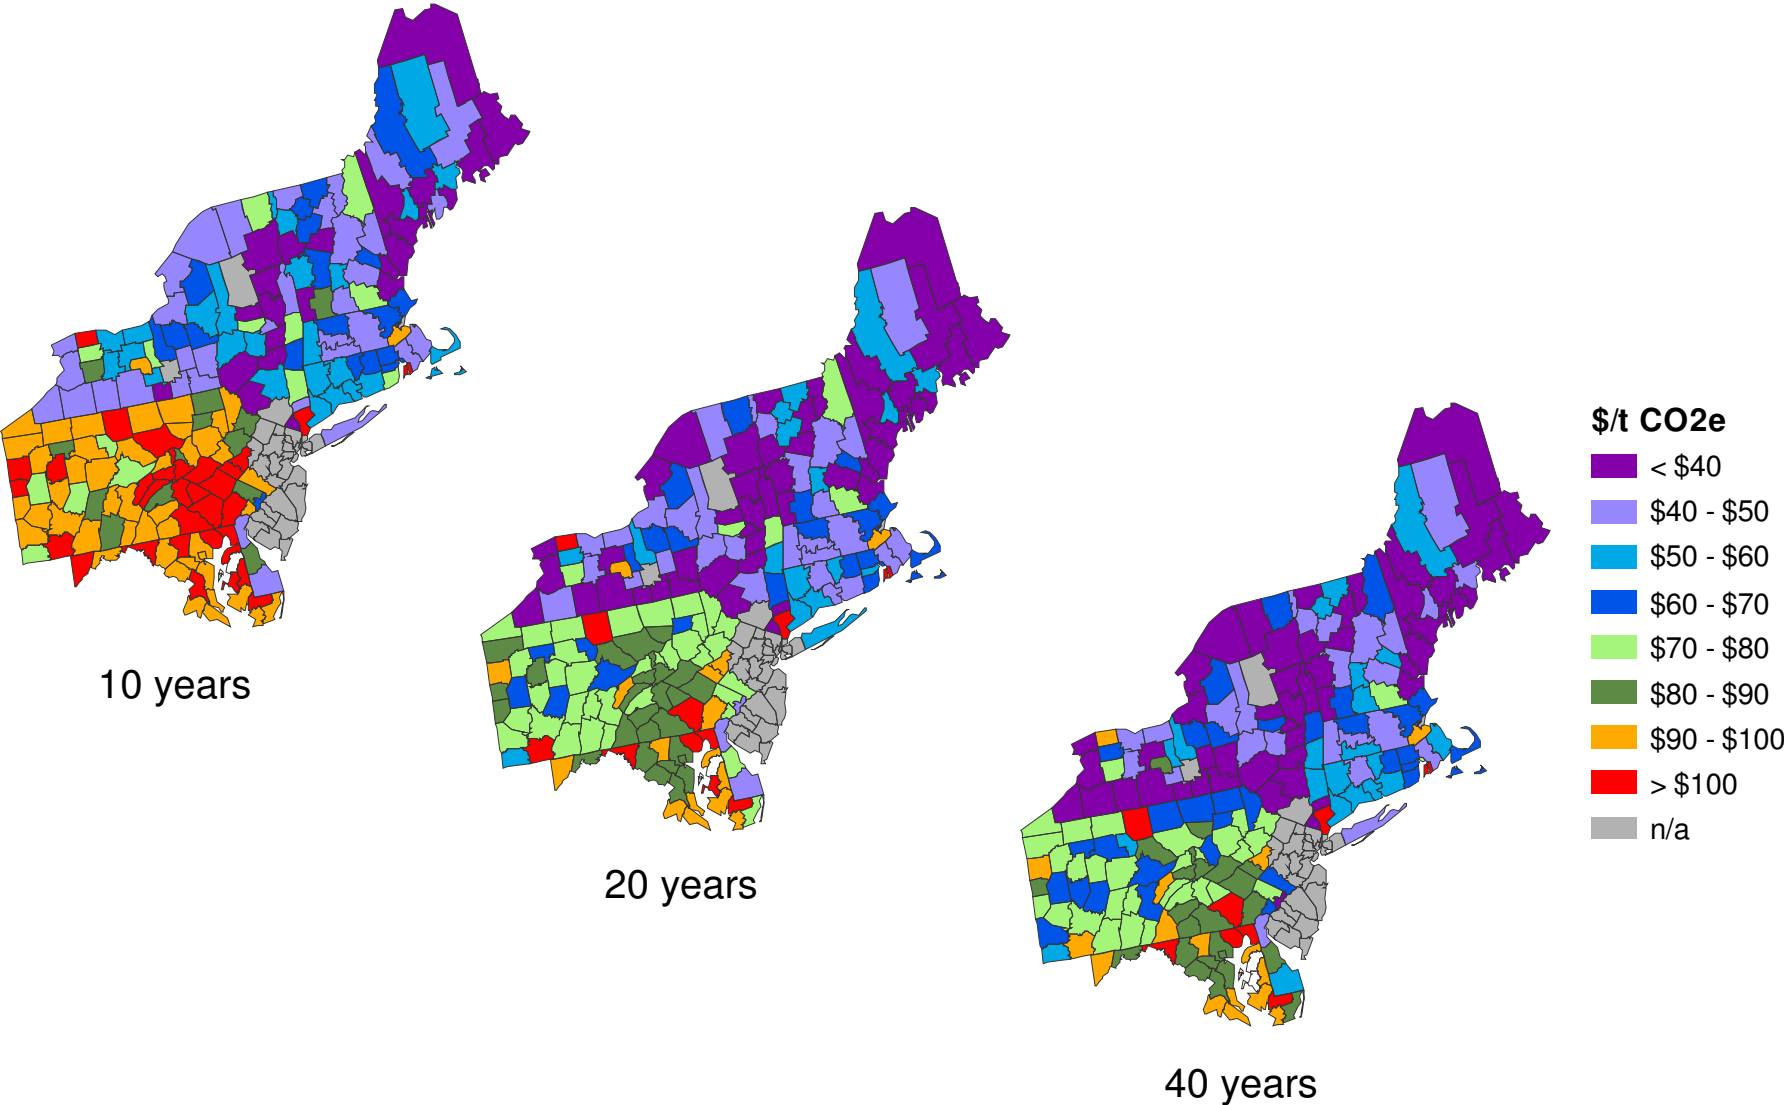 10 years
20 years
40 years
$/t CO2e
< $40
$40 - $50
$50 - $60
$60 - $70
$70 - $80
$80 - $90
$90 - $100
> $100
n/a